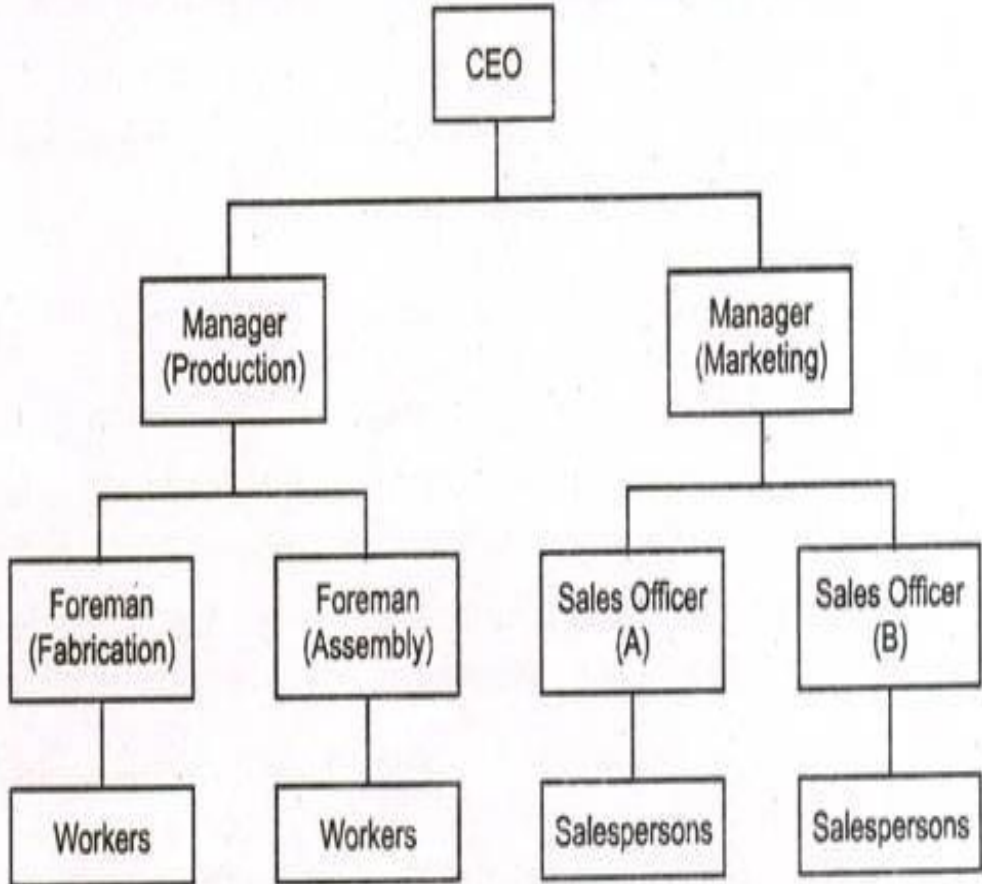 CEO
Manager
(Production)
Manager
(Marketing)
Foreman
(Fabrication)
Foreman
(Assembly)
Sales Officer
(A)
Sales Officer
(B)
Workers
Workers
Salespersons
Salespersons